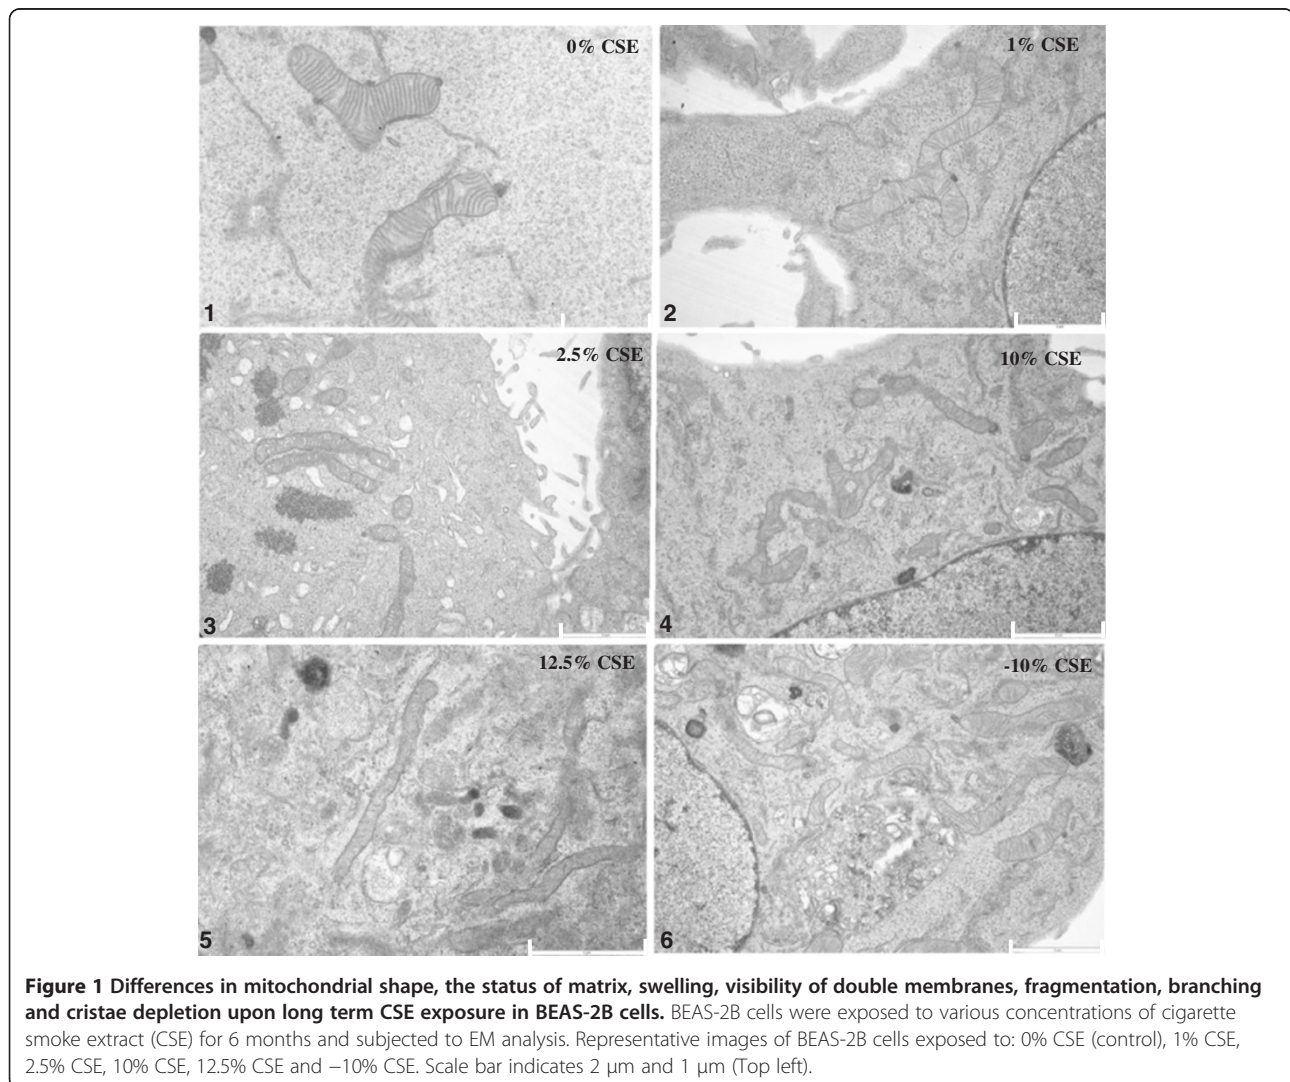 0% CSE
1
1% CSE
2
2.5% CSE
3
10% CSE
4
12.5% CSE
5
-10% CSE
6
Figure 1 Differences in mitochondrial shape, the status of matrix, swelling, visibility of double membranes, fragmentation, branching
and cristae depletion upon long term CSE exposure in BEAS-2B cells. BEAS-2B cells were exposed to various concentrations of cigarette
smoke extract (CSE) for 6 months and subjected to EM analysis. Representative images of BEAS-2B cells exposed to: 0% CSE (control), 1% CSE,
2.5% CSE, 10% CSE, 12.5% CSE and −10% CSE. Scale bar indicates 2 μm and 1 μm (Top left).